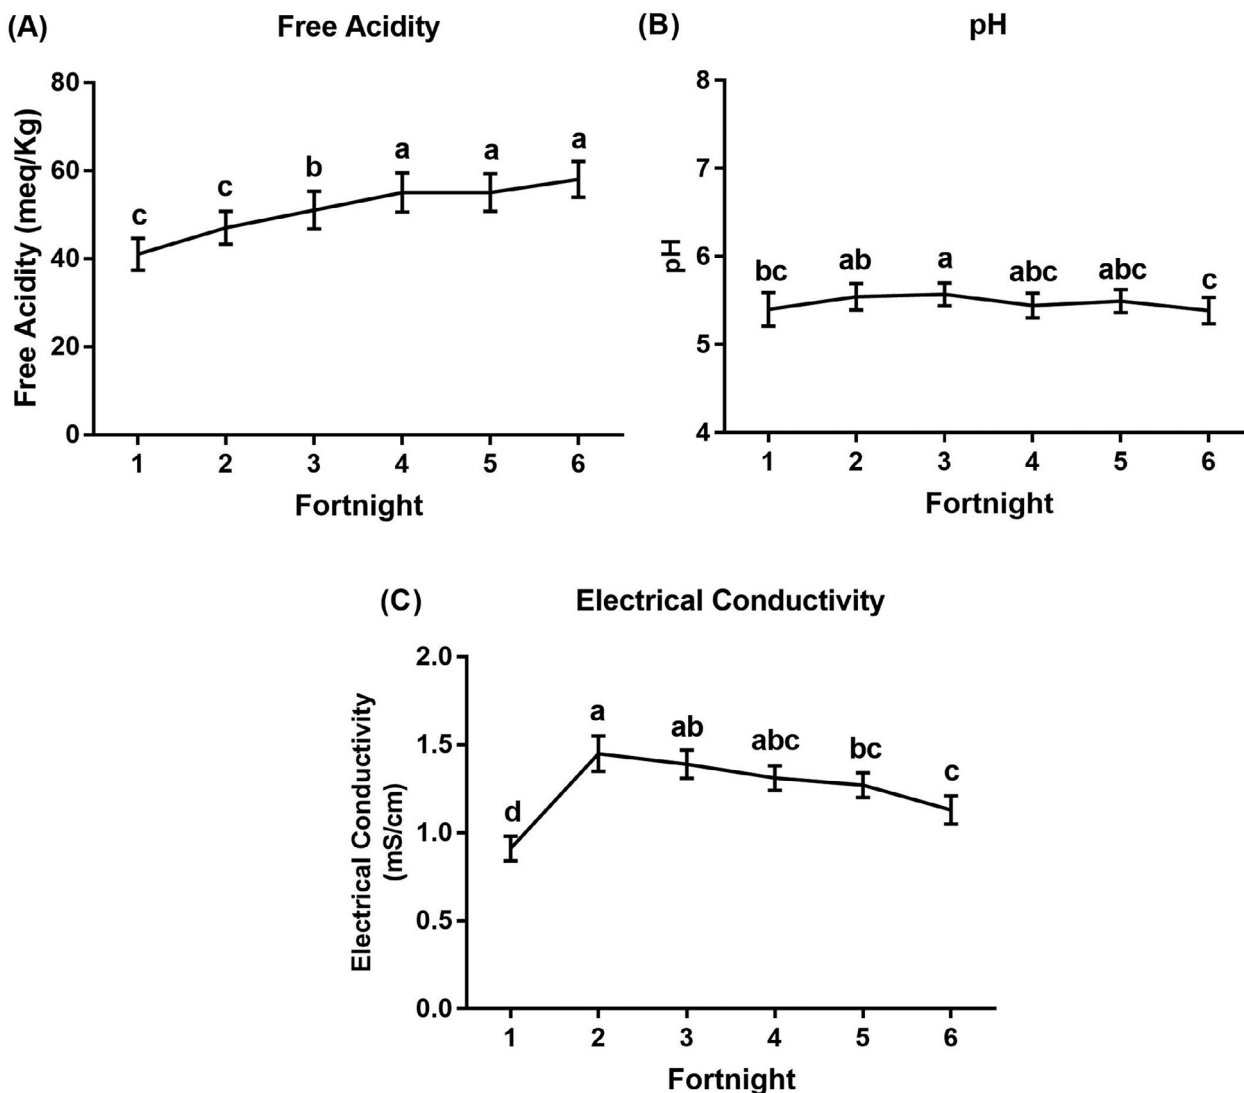 (A) Free Acidity
80
60
40
20
0
Free Acidity (meq/Kg)
c c b a a a
1 2 3 4 5 6
Fortnight
(B) pH
8
7
6
5
4
pH
bc ab a abc abc c
1 2 3 4 5 6
Fortnight
(C) Electrical Conductivity
2.0
1.5
1.0
0.5
0.0
Electrical Conductivity
(mS/cm)
d a ab abc bc c
1 2 3 4 5 6
Fortnight